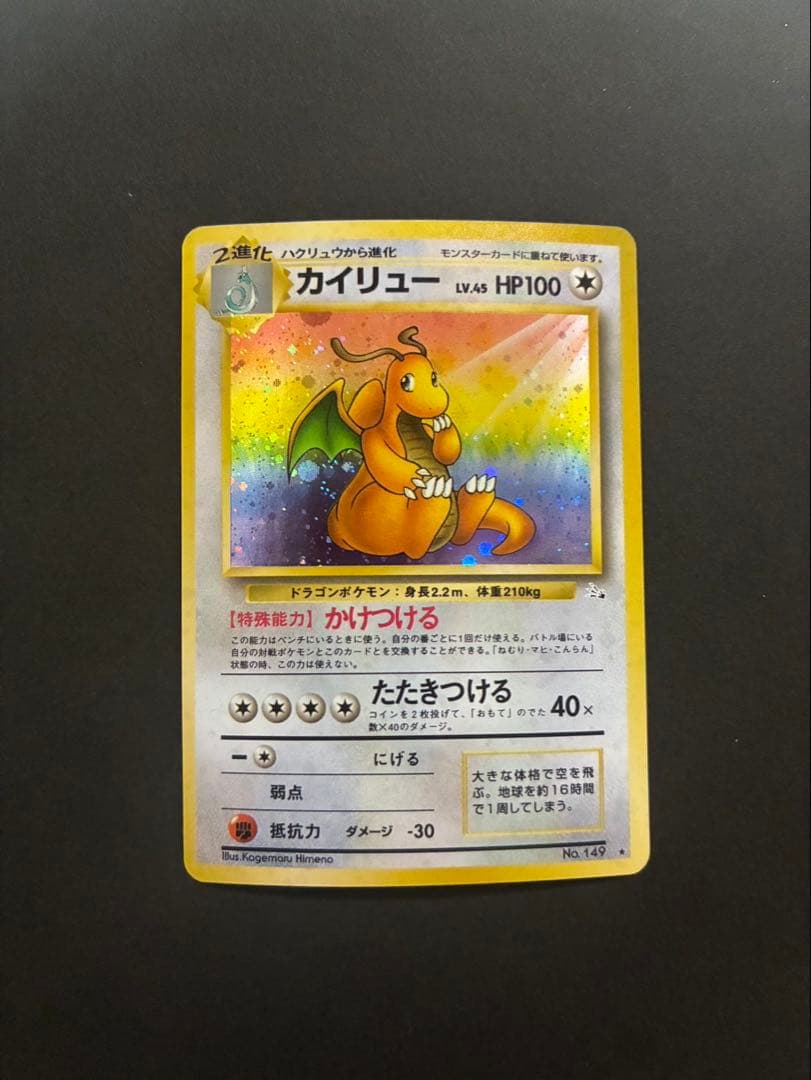 2進化 ハクリュウから進化 モンスターカードに重ねて使います。
カイリュー LV.45 HP100
ドラゴンポケモン：身長2.2m、体重210kg
【特殊能力】かけつける
この能力はベンチにいるときに使う。自分の番ごとに1回だけ使える。バトル場にいる
自分の対戦ポケモンとこのカードとを交換することができる。「ねむり・マヒ・こんらん」
状態の時、この力は使えない。
たたきつける
コインを2枚投げて、「おもて」のでた
数×40のダメージ。
40×
ー にげる
弱点
抵抗力 ダメージ -30
大きな体格で空を飛
ぶ。地球を約16時間
で1周してしまう。
Illus.Kagemaru Himeno
No. 149 ★